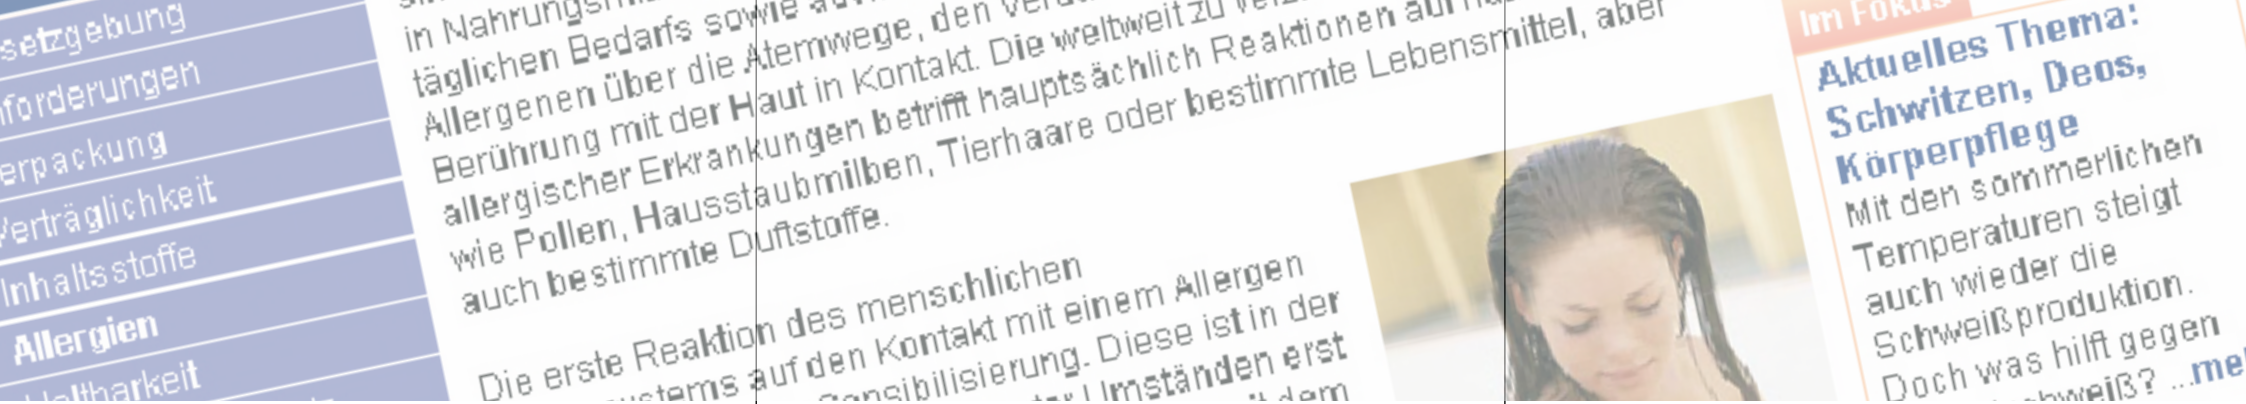 setzgebung
forderungen
erpackung
Verträglichkeit
Inhaltsstoffe
Allergien
Haltbarkeit
in
täglichen Bedarfs sowie
Allergenen über die Atemwege, den
Berührung mit der Haut in Kontakt. Die weltweit zu
allergischer Erkrankungen betrifft hauptsächlich Reaktionen auf
wie Pollen, Hausstaubmilben, Tierhaare oder bestimmte Lebensmittel, aber
auch bestimmte Duftstoffe.
Die erste Reaktion des menschlichen
auf den Kontakt mit einem Allergen
Sensibilisierung. Diese ist in der
Umständen erst
dem
Im Fokus
Aktuelles Thema:
Schwitzen, Deos,
Körperpflege
Mit den sommerlichen
Temperaturen steigt
auch wieder die
Schweißproduktion.
Doch was hilft gegen